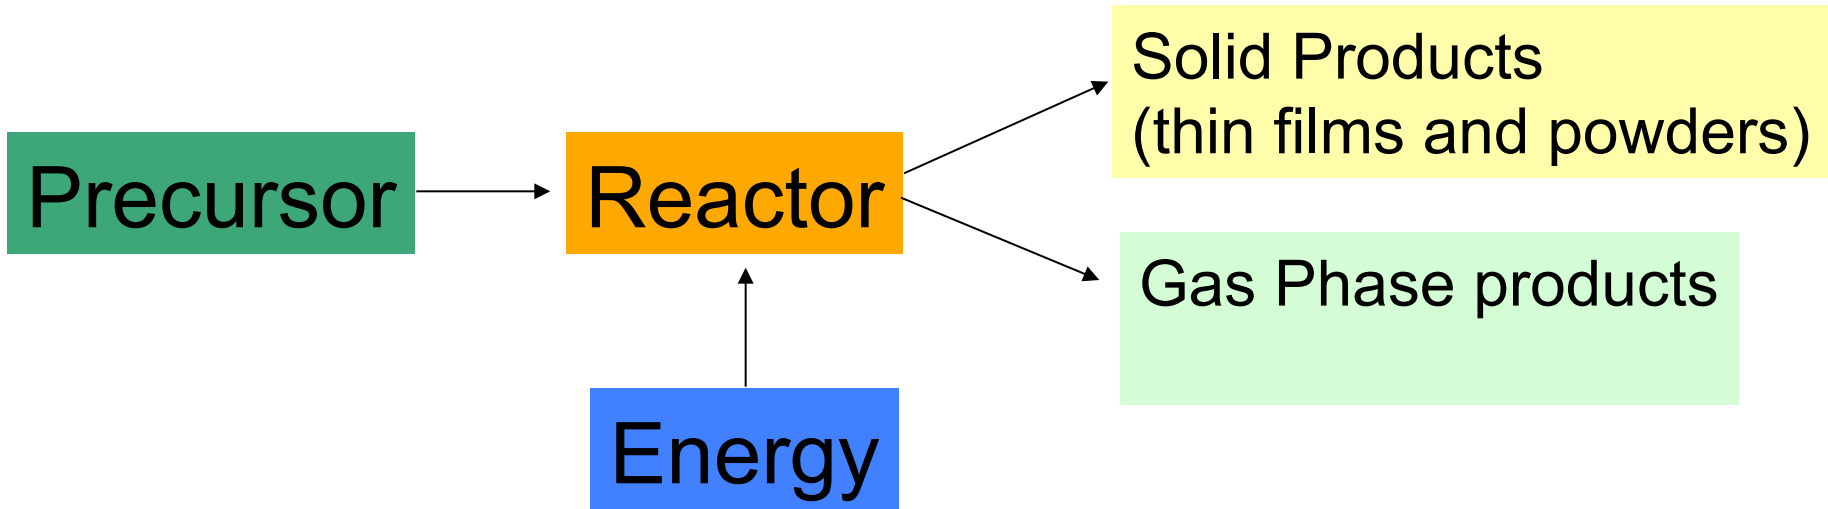 Precursor
Reactor
Energy
Solid Products
(thin films and powders)
Gas Phase products